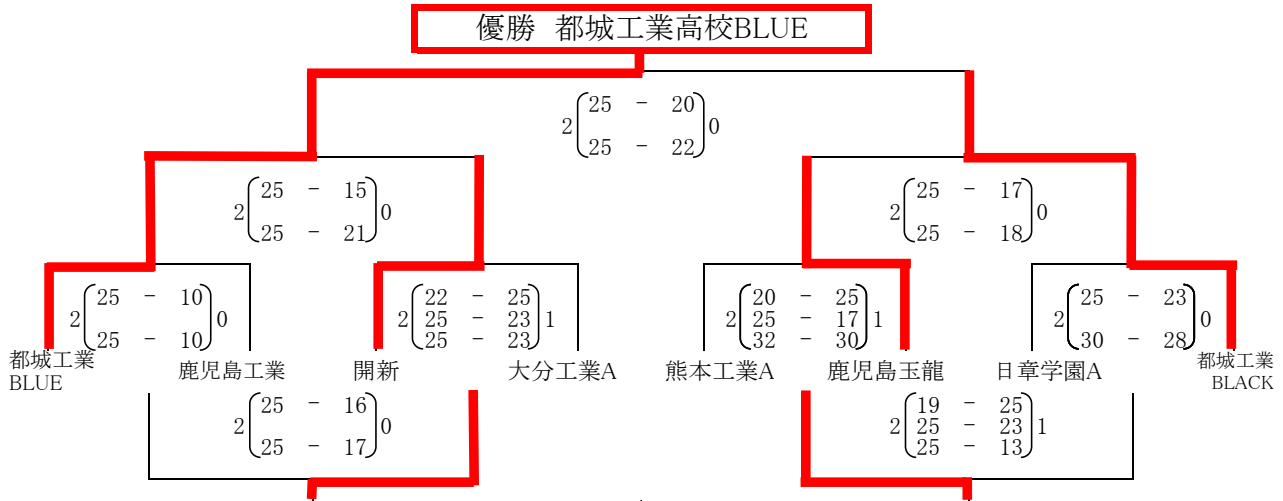 優勝 都城工業高校BLUE
2 25 - 20 0
25 - 22
2 25 - 15 0
25 - 21
2 25 - 17 0
25 - 18
2 25 - 10 0
25 - 10
2 22 - 25 1
25 - 23
25 - 23
2 20 - 25 1
25 - 17
32 - 30
2 25 - 23 0
30 - 28
都城工業
BLUE
鹿児島工業
開新
大分工業A
熊本工業A
鹿児島玉龍
日章学園A
都城工業
BLACK
2 25 - 16 0
25 - 17
2 19 - 25 1
25 - 23
25 - 13